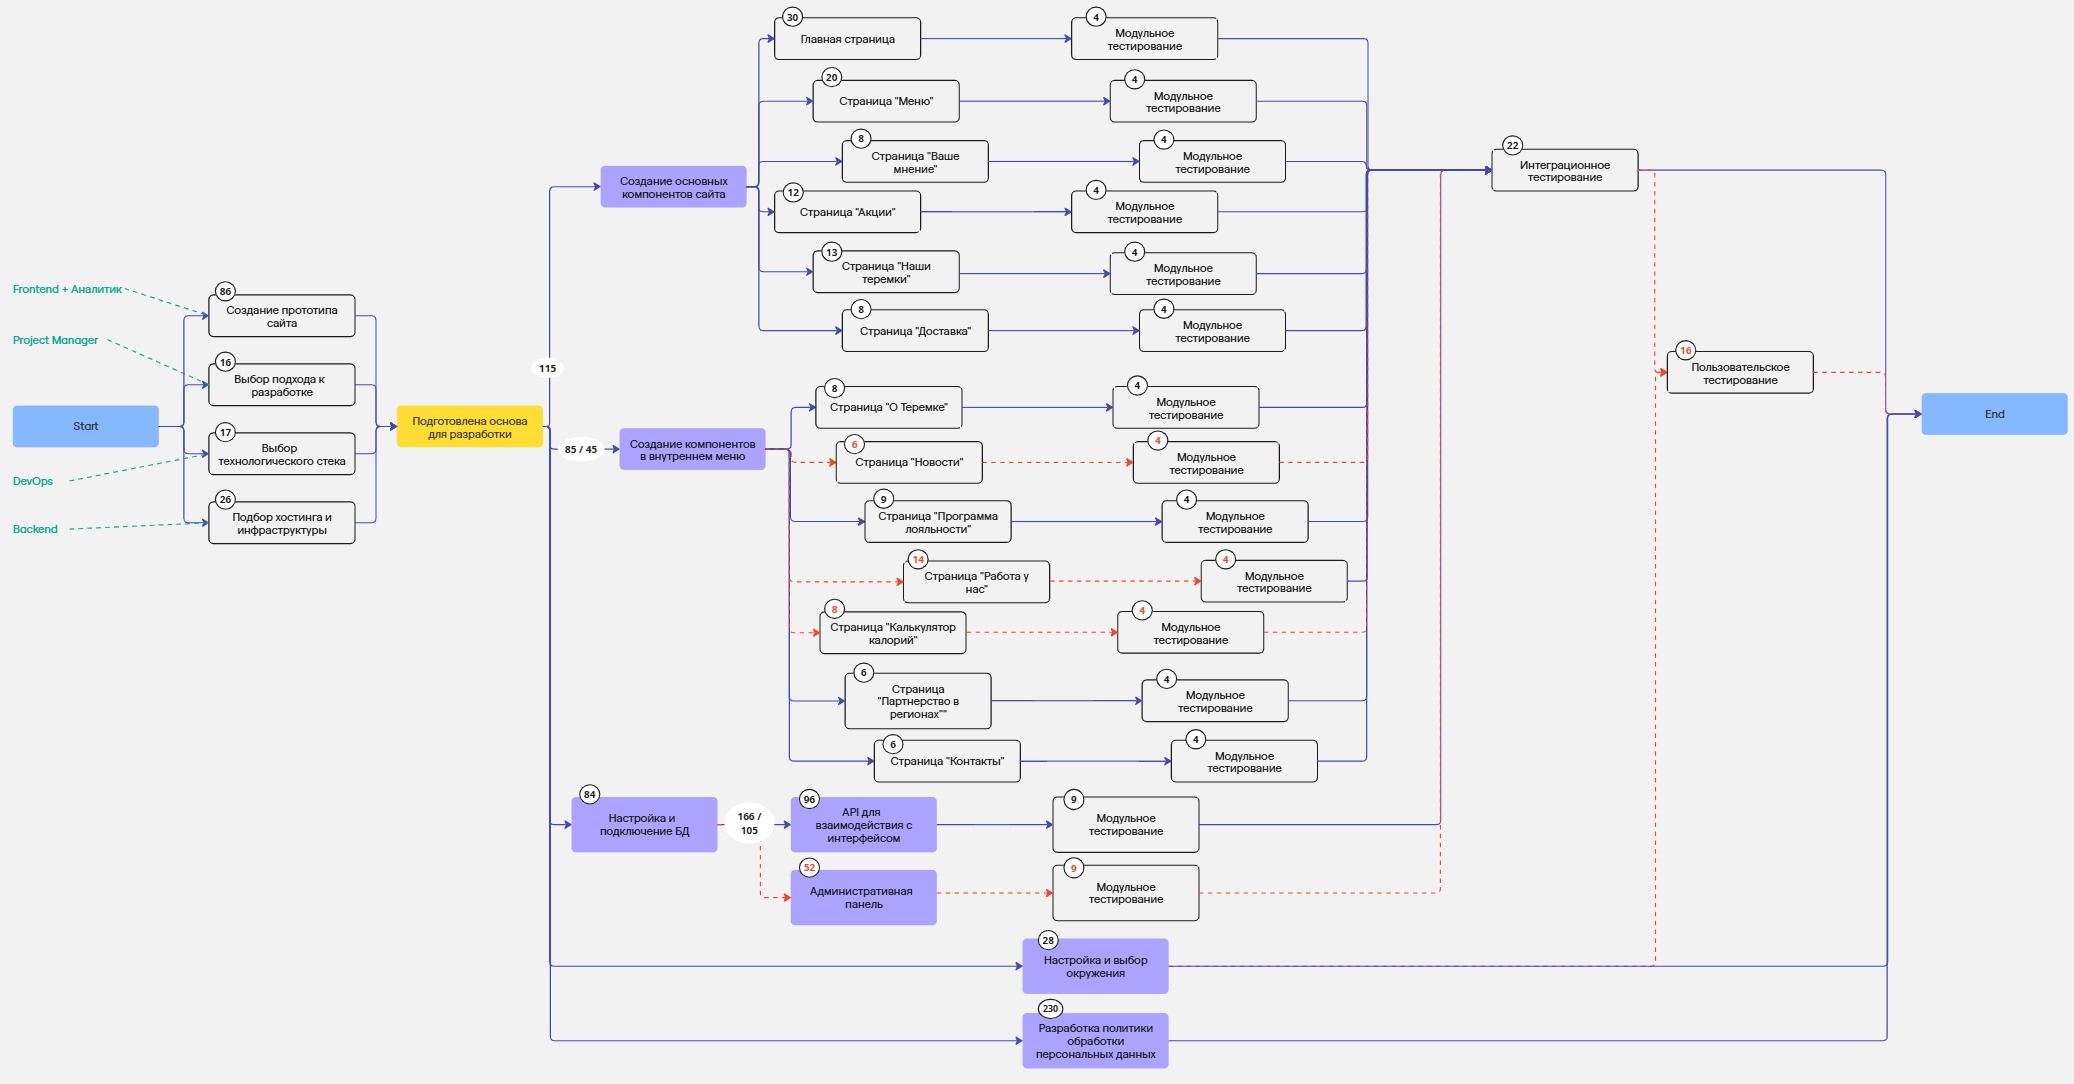 Frontend + Аналитик
Project Manager
DevOps
Backend
Start
86
Создание прототипа
сайта
16
Выбор подхода к
разработке
17
Выбор
технологического стека
26
Подбор хостинга и
инфраструктуры
Подготовлена основа
для разработки
115
Создание основных
компонентов сайта
30
Главная страница
4
Модульное
тестирование
20
Страница "Меню"
4
Модульное
тестирование
8
Страница "Ваше
мнение"
4
Модульное
тестирование
12
Страница "Акции"
4
Модульное
тестирование
13
Страница "Наши
теремки"
4
Модульное
тестирование
8
Страница "Доставка"
4
Модульное
тестирование
85 / 45
Создание компонентов
в внутреннем меню
8
Страница "О Теремке"
4
Модульное
тестирование
6
Страница "Новости"
4
Модульное
тестирование
9
Страница "Программа
лояльности"
4
Модульное
тестирование
14
Страница "Работа у
нас"
4
Модульное
тестирование
8
Страница "Калькулятор
калорий"
4
Модульное
тестирование
6
Страница
"Партнерство в
регионах""
4
Модульное
тестирование
6
Страница "Контакты"
4
Модульное
тестирование
84
Настройка и
подключение БД
166 /
105
96
API для
взаимодействия с
интерфейсом
9
Модульное
тестирование
52
Административная
панель
9
Модульное
тестирование
28
Настройка и выбор
окружения
230
Разработка политики
обработки
персональных данных
22
Интеграционное
тестирование
16
Пользовательское
тестирование
End